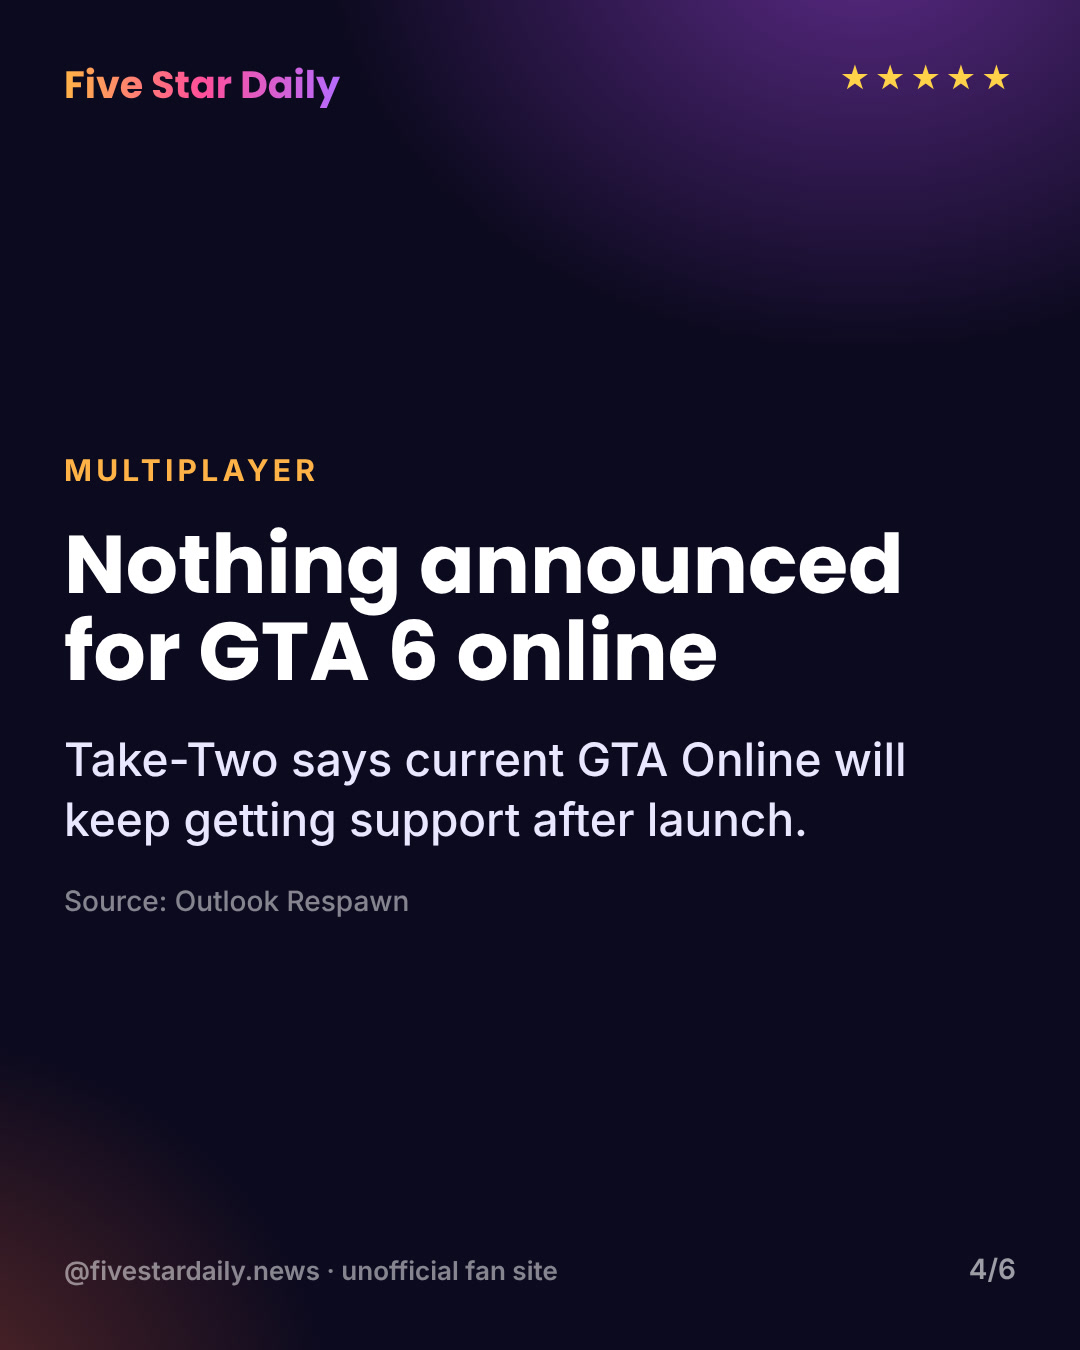 Five Star Daily
★★★★★
MULTIPLAYER
Nothing announced
for GTA 6 online
Take-Two says current GTA Online will
keep getting support after launch.
Source: Outlook Respawn
@fivestardaily.news · unofficial fan site
4/6